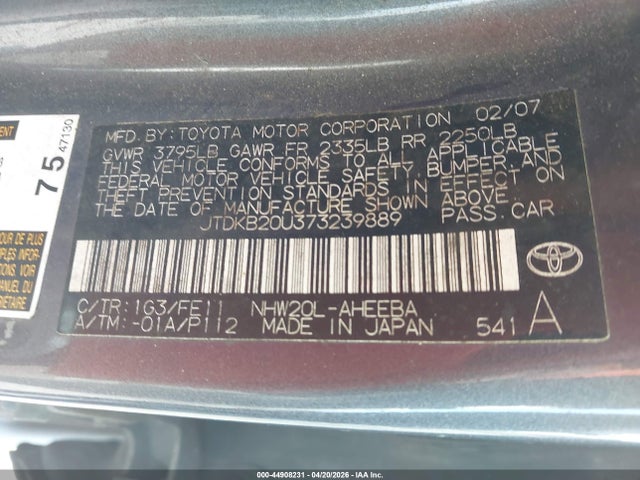 MFD.BY:TOYOTA MOTOR CORPORATION 02/07
GVWR 3795LB GAWR FR 2335LB RR 2250LB
THIS VEHICLE CONFORMS TO ALL APPLICABLE
FEDERAL MOTOR VEHICLE SAFETY,BUMPER,AND
THEFT PREVENTION STANDARDS IN EFFECT ON
THE DATE OF MANUFACTURE SHOWN ABOVE.
JTDKB20U373239889 PASS.CAR
C/TR:1G3/FE11 NHW20L-AHEEBA
A/TM:-01A/P112 MADE IN JAPAN 541 A
TOYOTA
75 47130
000-44908231 - 04/20/2026 - IAA Inc.